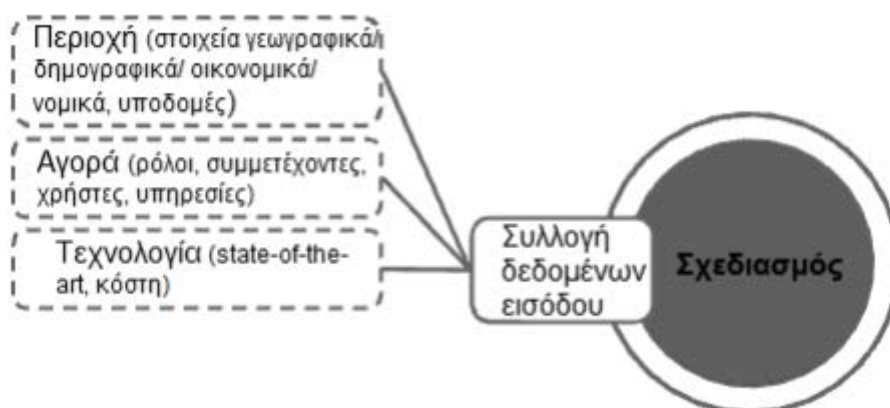 Περιοχή (στοιχεία γεωγραφικά/
δημογραφικά/ οικονομικά/
νομικά, υποδομές)
Αγορά (ρόλοι, συμμετέχοντες,
χρήστες, υπηρεσίες)
Τεχνολογία (state-of-the-
art, κόστη)
Συλλογή
δεδομένων
εισόδου
Σχεδιασμός